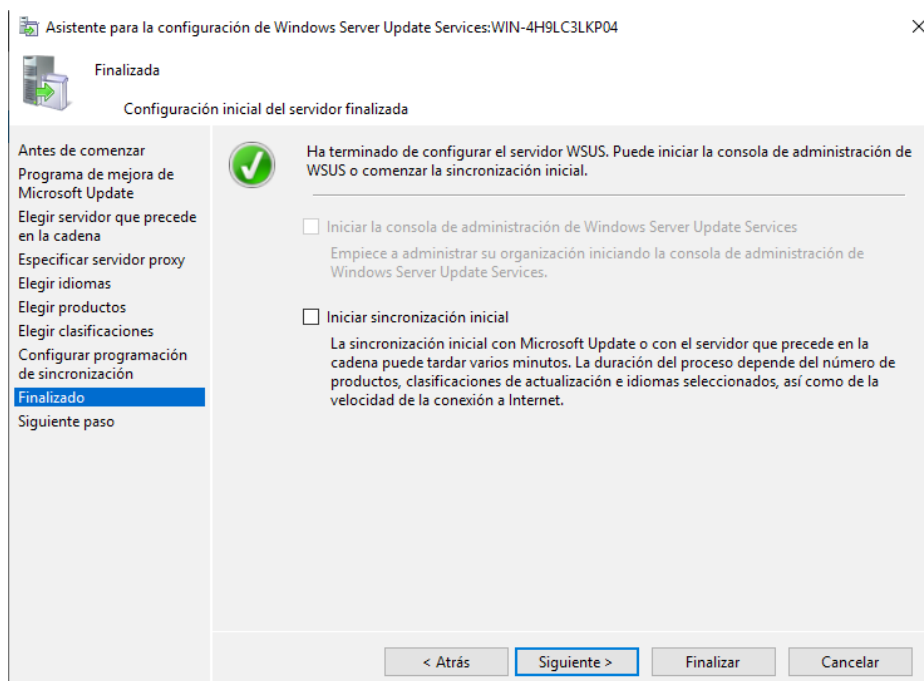 Asistente para la configuración de Windows Server Update Services:WIN-4H9LC3LKP04
Finalizada
Configuración inicial del servidor finalizada
Antes de comenzar
Programa de mejora de
Microsoft Update
Elegir servidor que precede
en la cadena
Especificar servidor proxy
Elegir idiomas
Elegir productos
Elegir clasificaciones
Configurar programación
de sincronización
Finalizado
Siguiente paso
Ha terminado de configurar el servidor WSUS. Puede iniciar la consola de administración de
WSUS o comenzar la sincronización inicial.
Iniciar la consola de administración de Windows Server Update Services
Empiece a administrar su organización iniciando la consola de administración de
Windows Server Update Services.
Iniciar sincronización inicial
La sincronización inicial con Microsoft Update o con el servidor que precede en la
cadena puede tardar varios minutos. La duración del proceso depende del número de
productos, clasificaciones de actualización e idiomas seleccionados, así como de la
velocidad de la conexión a Internet.
< Atrás
Siguiente >
Finalizar
Cancelar